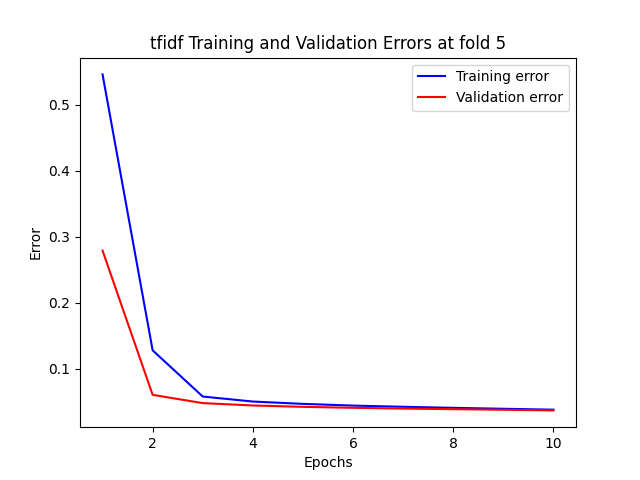 tfidf Training and Validation Errors at fold 5
Training error
Validation error
Error
0.5
0.4
0.3
0.2
0.1
2 4 6 8 10
Epochs